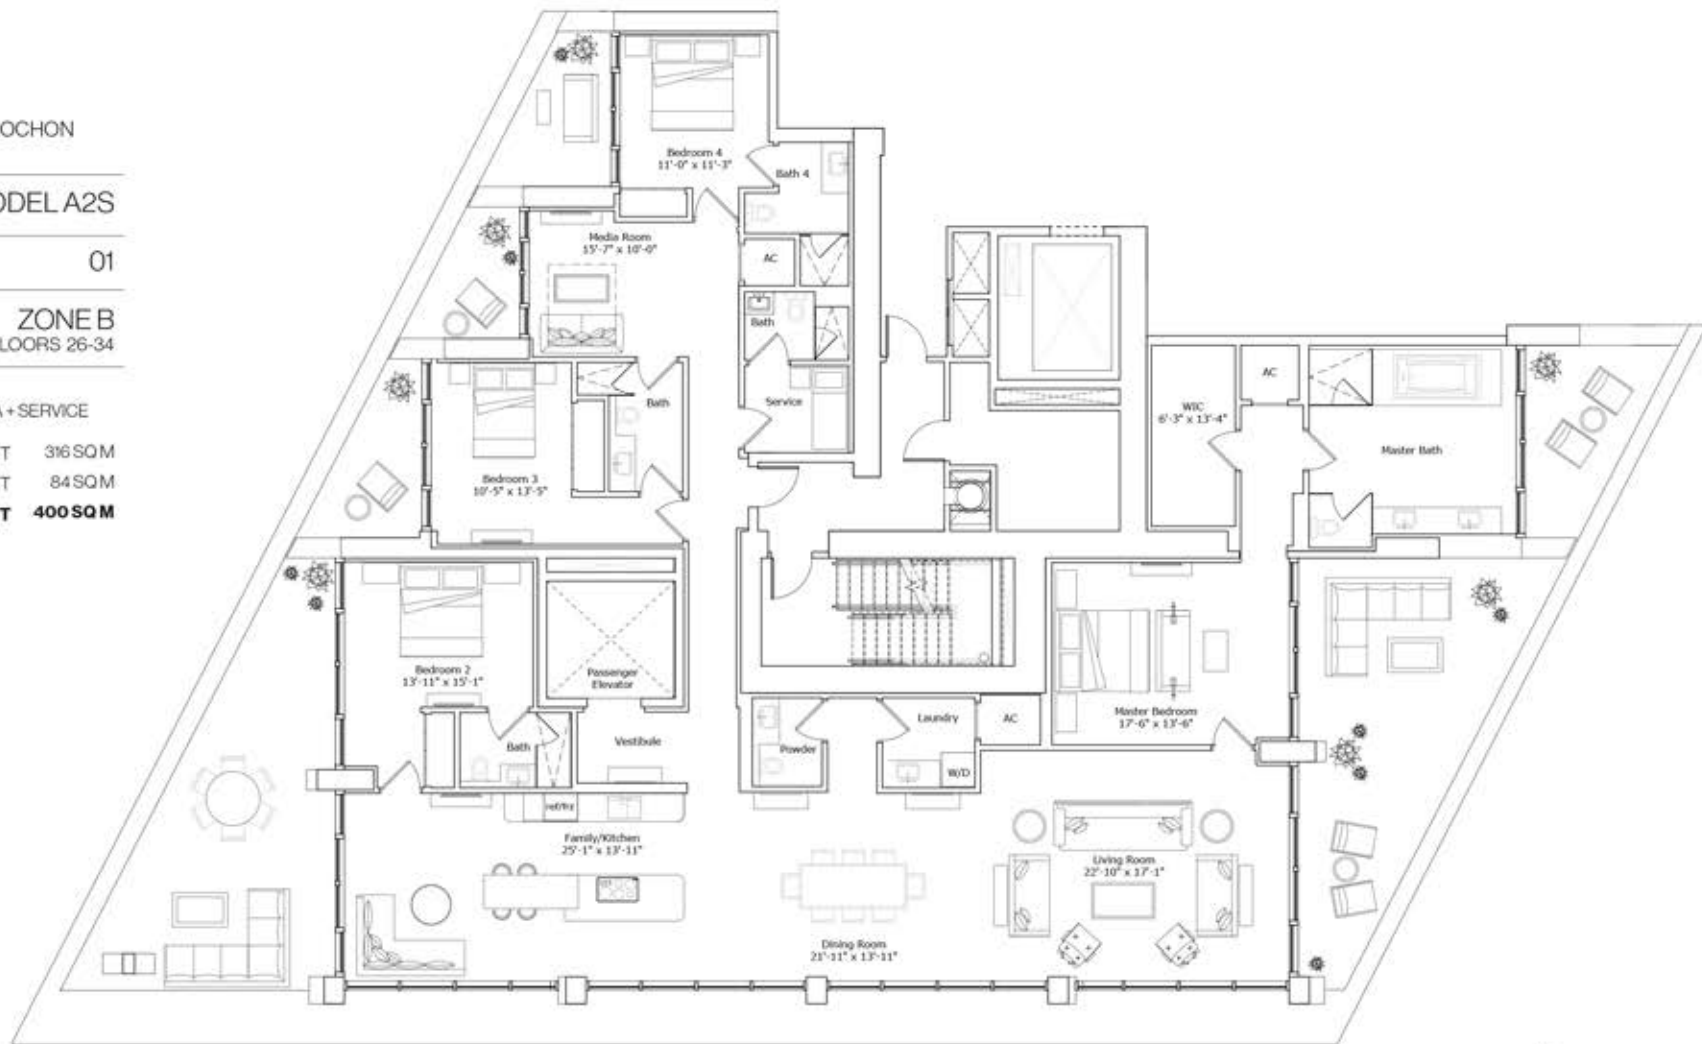 OCHON
ODEL A2S
01
ZONE B
LOORS 26-34
A + SERVICE
T 316 SQ M
T 84 SQ M
T 400 SQ M
Bedroom 4
11'-0" x 11'-3"
Bath 4
Media Room
15'-7" x 10'-0"
AC
Bath
Service
Bath
Bedroom 3
10'-5" x 13'-5"
WIC
6'-3" x 13'-4"
AC
Master Bath
Bedroom 2
13'-11" x 15'-1"
Passenger
Elevator
Bath
Vestibule
Powder
Laundry
AC
W/D
Master Bedroom
17'-6" x 13'-6"
ref/frz
Family/Kitchen
25'-1" x 13'-11"
Dining Room
21'-11" x 13'-11"
Living Room
22'-10" x 17'-1"